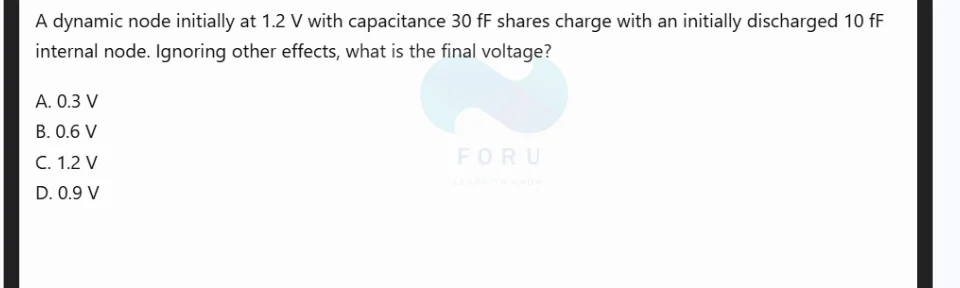 A dynamic node initially at 1.2 V with capacitance 30 fF shares charge with an initially discharged 10 fF
internal node. Ignoring other effects, what is the final voltage?
A. 0.3 V
B. 0.6 V
C. 1.2 V
D. 0.9 V
FORU